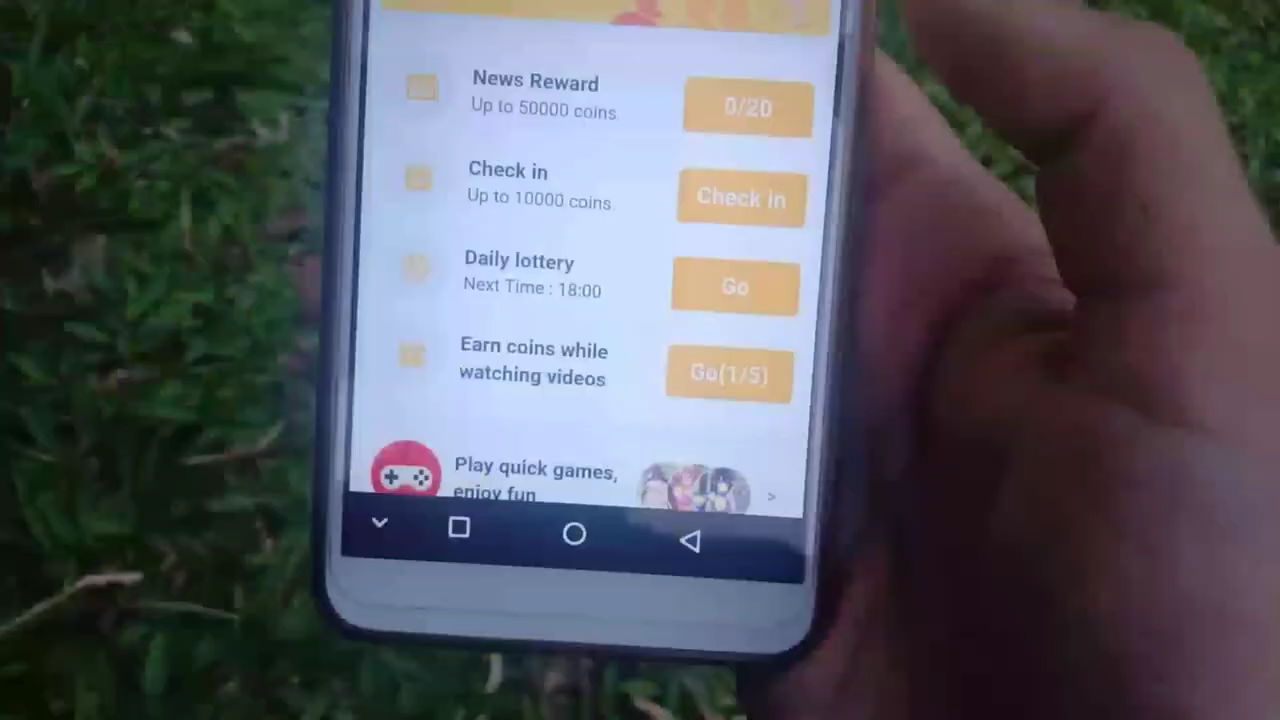 News Reward
Up to 50000 coins
0/20
Check in
Up to 10000 coins
Check in
Daily lottery
Next Time : 18:00
Go
Earn coins while
watching videos
Go(1/5)
Play quick games,
enjoy fun
>